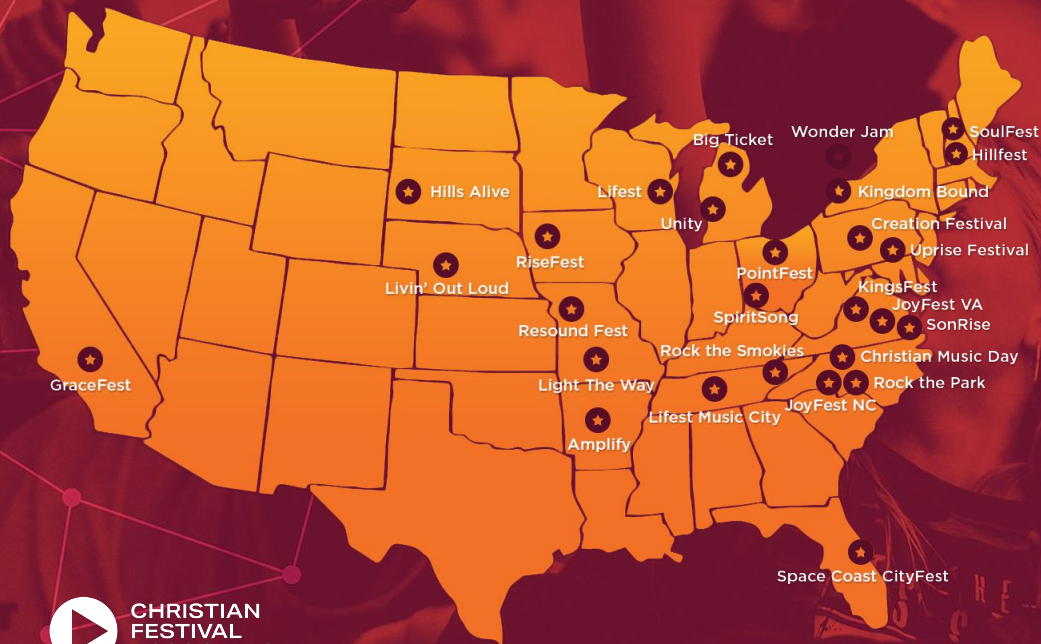 Big Ticket
Wonder Jam
SoulFest
Hillfest
Hills Alive
Lifest
Kingdom Bound
Unity
Creation Festival
Uprise Festival
RiseFest
PointFest
Livin' Out Loud
KingsFest
JoyFest VA
SpiritSong
SonRise
Resound Fest
Rock the Smokies
Christian Music Day
GraceFest
Light The Way
Rock the Park
JoyFest NC
Lifest Music City
Amplify
Space Coast CityFest
CHRISTIAN
FESTIVAL